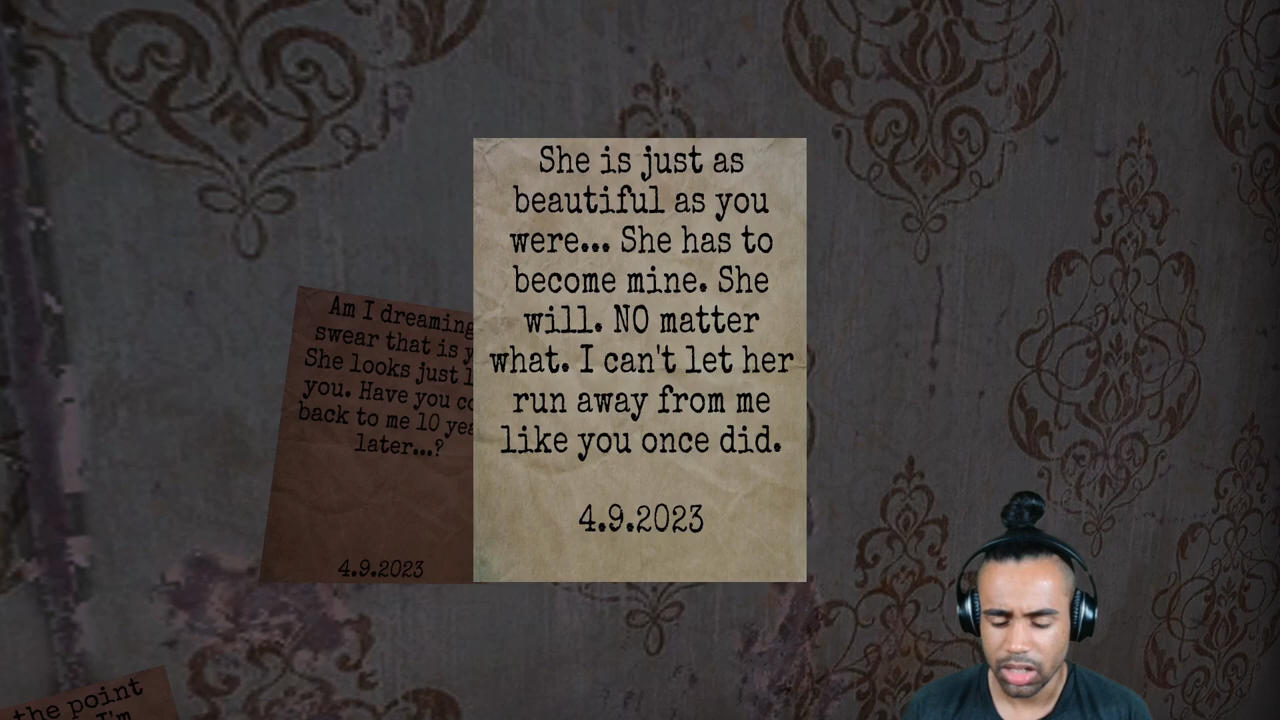 She is just as
beautiful as you
were... She has to
become mine. She
will. NO matter
what. I can't let her
run away from me
like you once did.
4.9.2023
Am I dreaming
swear that is
She looks just
you. Have you
back to me 10
later...?
4.9.2023
the point
I'm